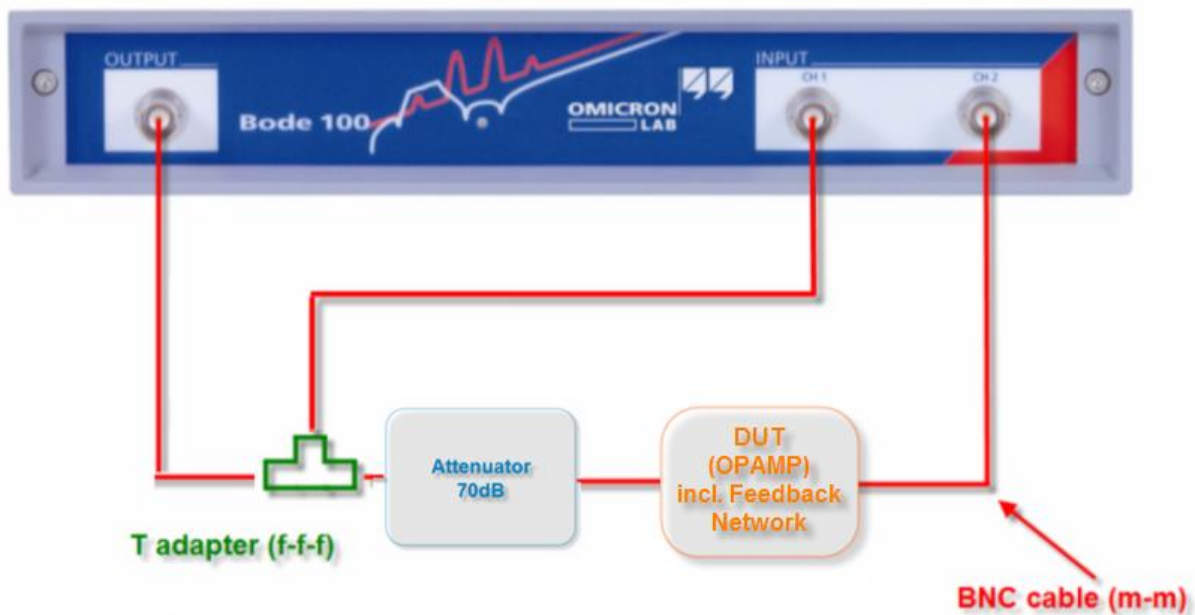 OUTPUT
Bode 100
OMICRON
LAB
INPUT
CH 1
CH 2
Attenuator
70dB
DUT
(OPAMP)
incl. Feedback
Network
T adapter (f-f-f)
BNC cable (m-m)